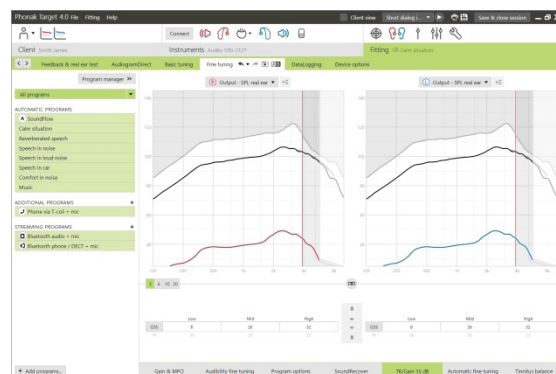 Phonak Target 4.0 File Fitting Help
Client view Short dialog i... Save & close session
Connect
Client Smith James Instruments Audéo V90-312T Fitting Calm situation
Feedback & real ear test AudiogramDirect Basic tuning Fine tuning DataLogging Device options
Program manager
All programs
AUTOMATIC PROGRAMS
A SoundFlow
Calm situation
Reverberated speech
Speech in noise
Speech in loud noise
Speech in car
Comfort in noise
Music
ADDITIONAL PROGRAMS +
Phone via T-coil + mic
STREAMING PROGRAMS +
Bluetooth audio + mic
Bluetooth phone / DECT + mic
+ Add programs...
R Output - SPL real ear
L Output - SPL real ear
Low Mid High
G35
Low Mid High
G35
Gain & MPO Audibility fine tuning Program options SoundRecover TK/Gain 35 dB Automatic fine tuning Tinnitus balance